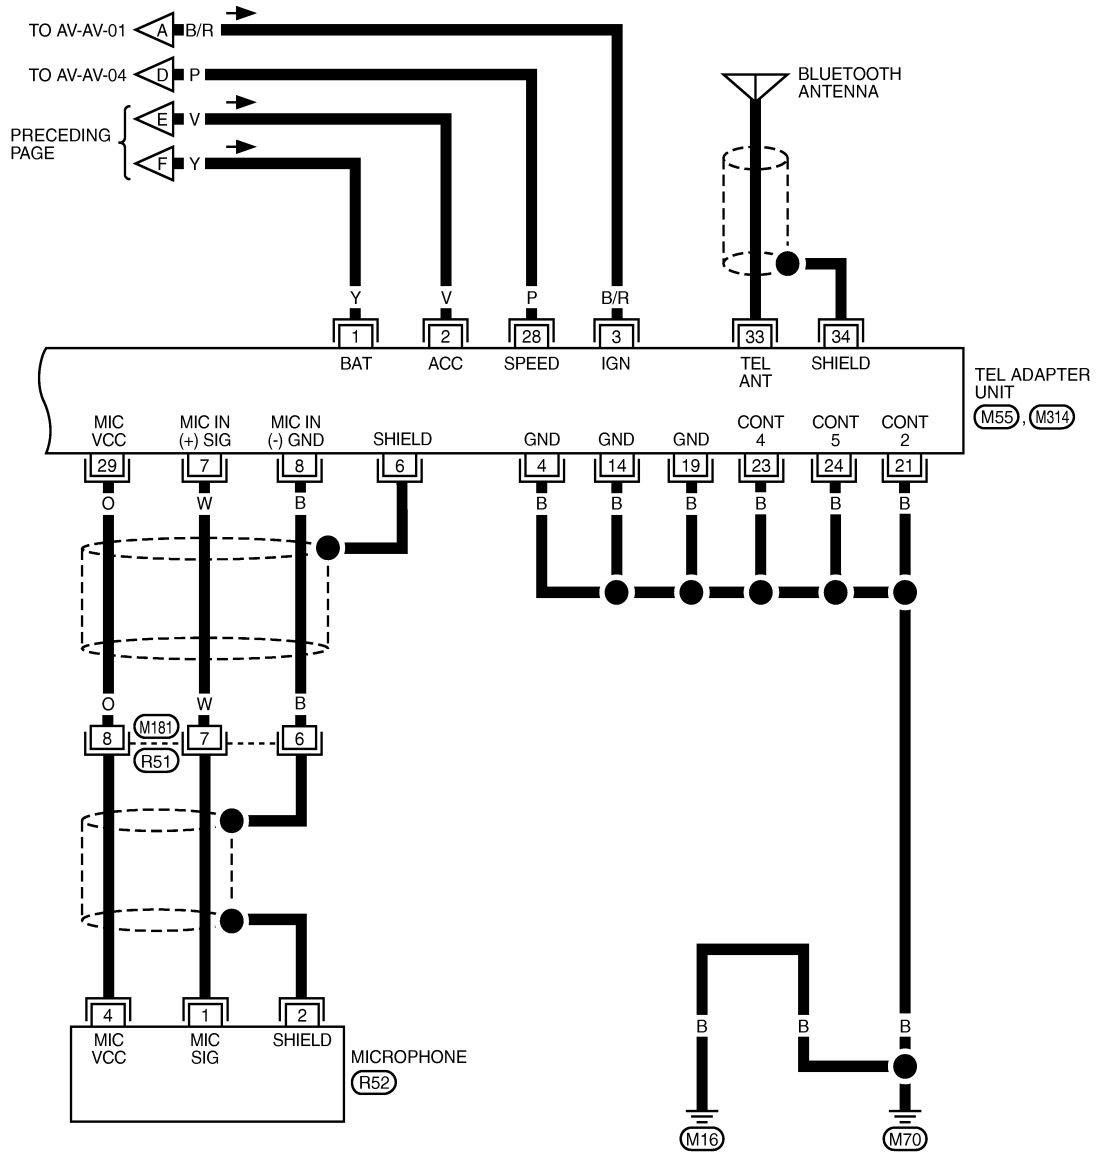 TO AV-AV-01 A B/R
TO AV-AV-04 D P
PRECEDING
PAGE
E V
F Y
BLUETOOTH
ANTENNA
Y V P B/R
1 2 28 3 33 34
BAT ACC SPEED IGN TEL
ANT SHIELD
TEL ADAPTER
UNIT
M55 , M314
MIC
VCC
MIC IN
(+) SIG
MIC IN
(-) GND
SHIELD
GND GND GND
CONT
4
CONT
5
CONT
2
29 7 8 6 4 14 19 23 24 21
O W B B B B B B B
O W B
8 M181 7 6
R51
4 1 2
MIC
VCC
MIC
SIG
SHIELD
MICROPHONE
R52
B B B
M16 M70